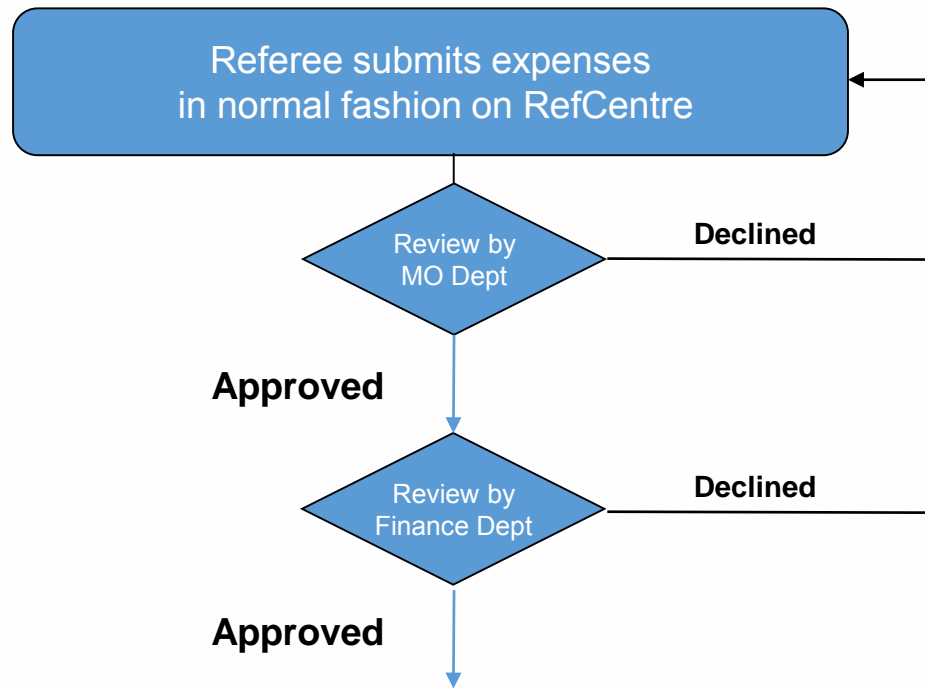 Referee submits expenses
in normal fashion on RefCentre
Review by
MO Dept
Declined
Approved
Review by
Finance Dept
Declined
Approved